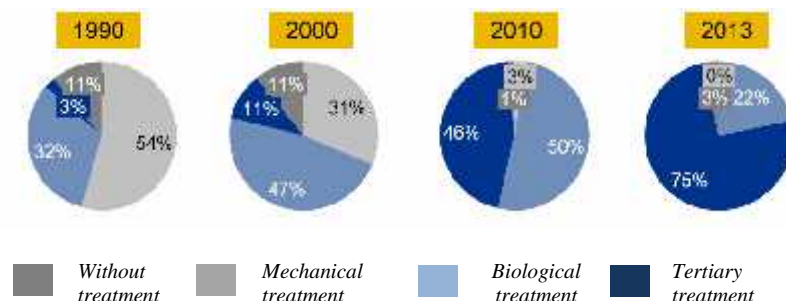 1990 2000 2010 2013
11% 3% 32% 54%
11% 11% 31% 47%
3% 1% 46% 50%
0% 3% 22% 75%
Without Mechanical Biological Tertiary
treatment treatment treatment treatment